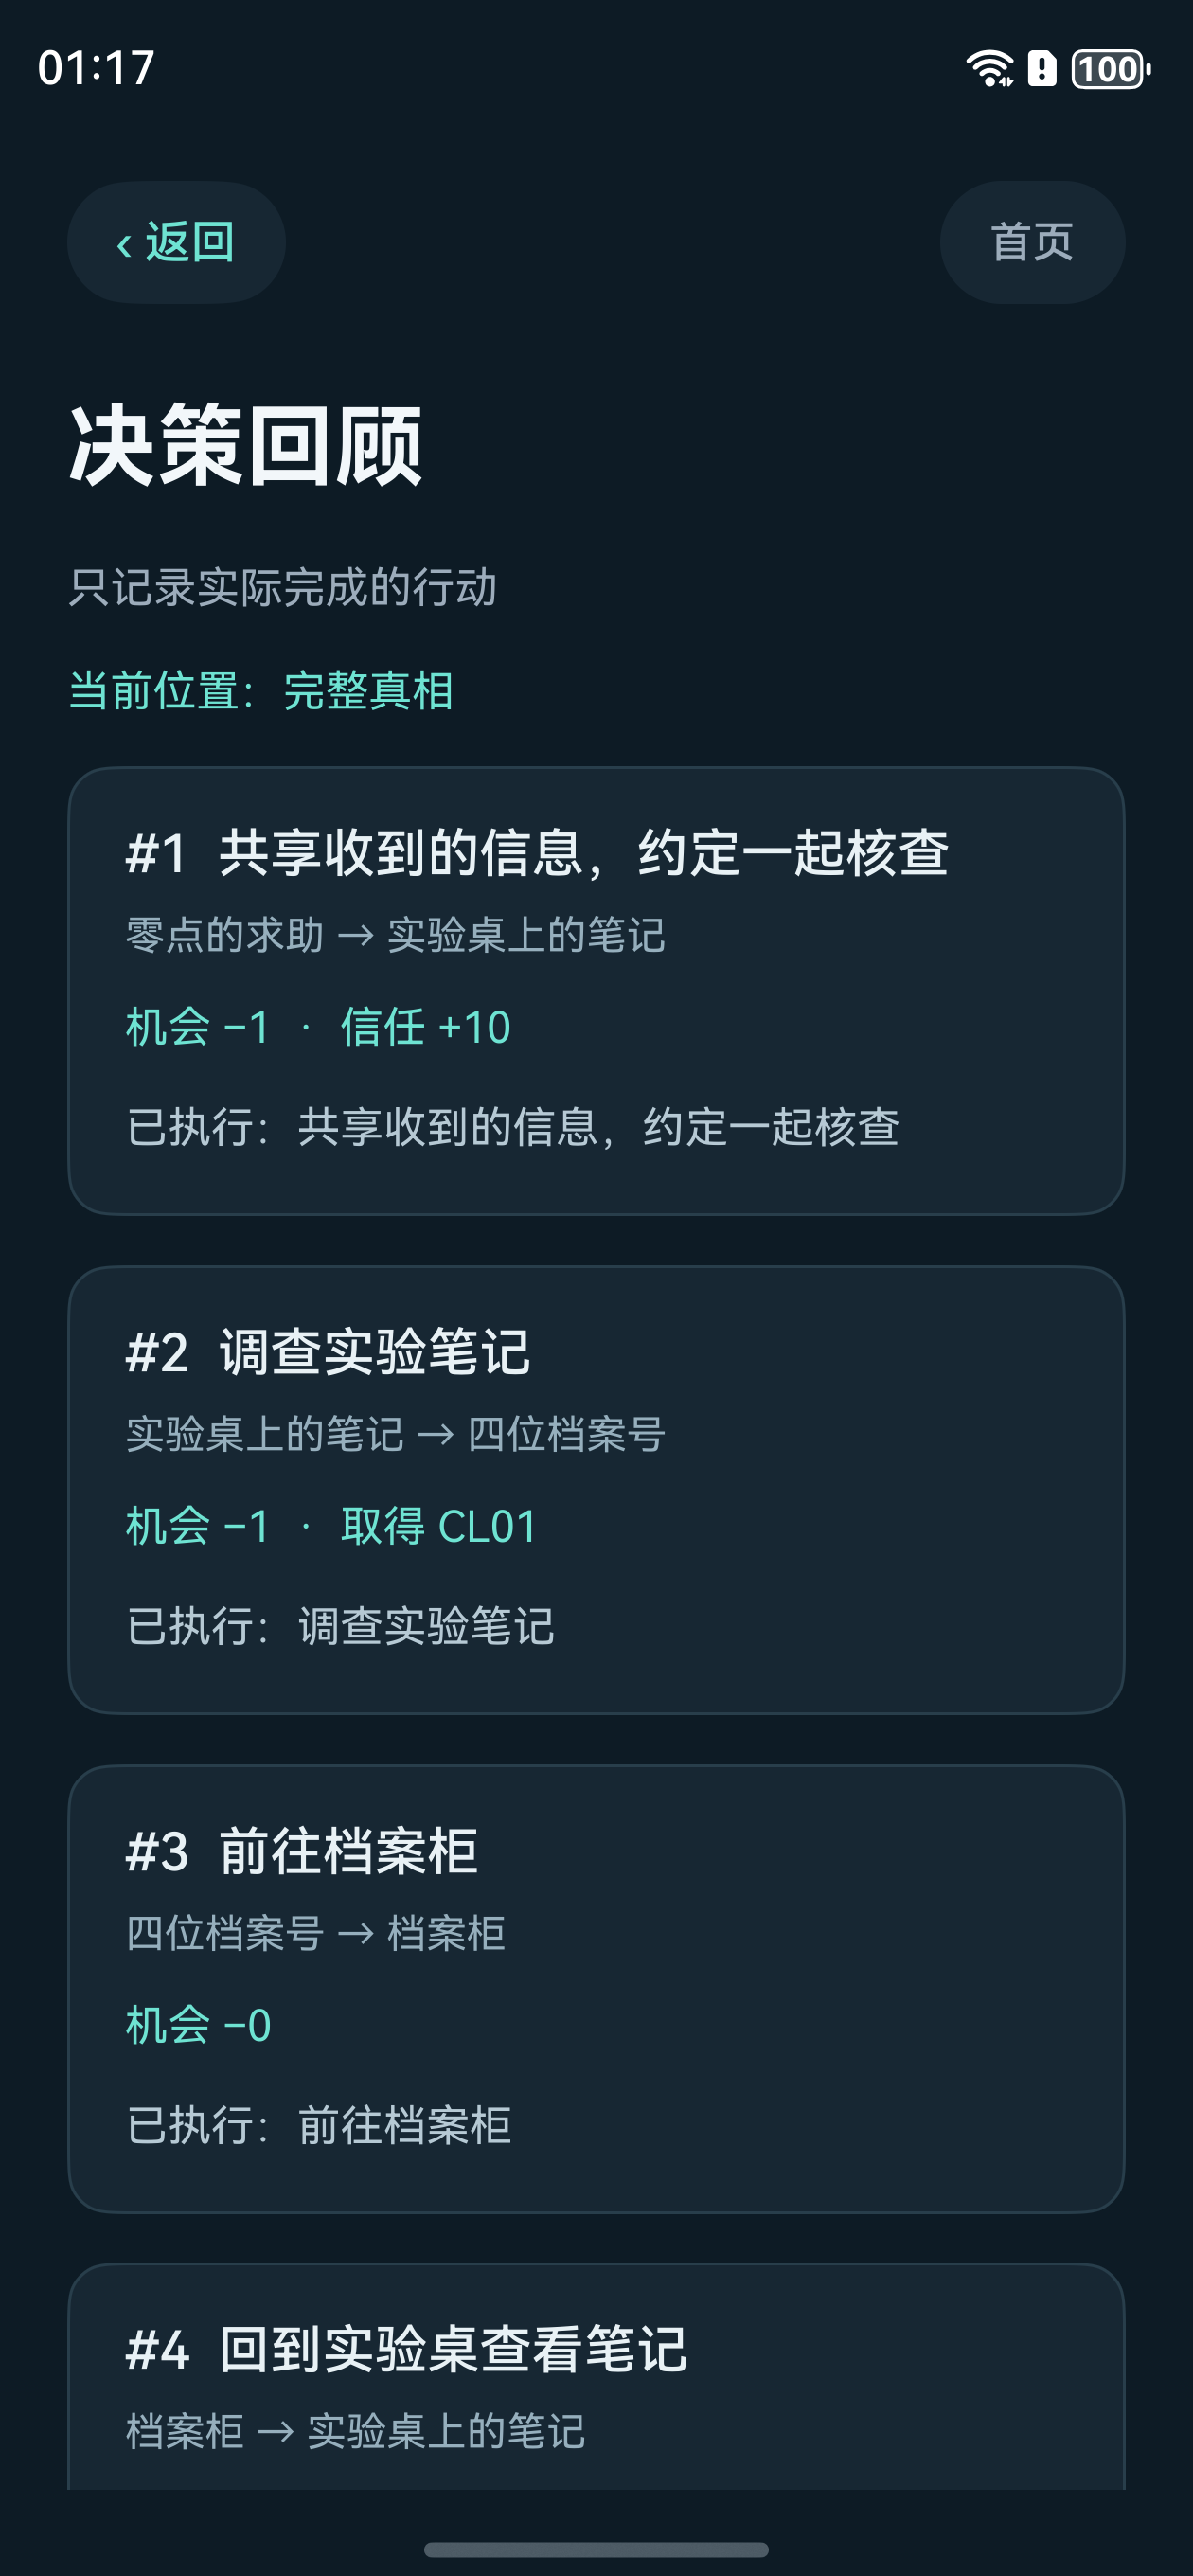 01:17
100
‹ 返回
首页
决策回顾
只记录实际完成的行动
当前位置：完整真相
#1 共享收到的信息，约定一起核查
零点的求助 → 实验桌上的笔记
机会 −1 · 信任 +10
已执行：共享收到的信息，约定一起核查
#2 调查实验笔记
实验桌上的笔记 → 四位档案号
机会 −1 · 取得 CL01
已执行：调查实验笔记
#3 前往档案柜
四位档案号 → 档案柜
机会 −0
已执行：前往档案柜
#4 回到实验桌查看笔记
档案柜 → 实验桌上的笔记